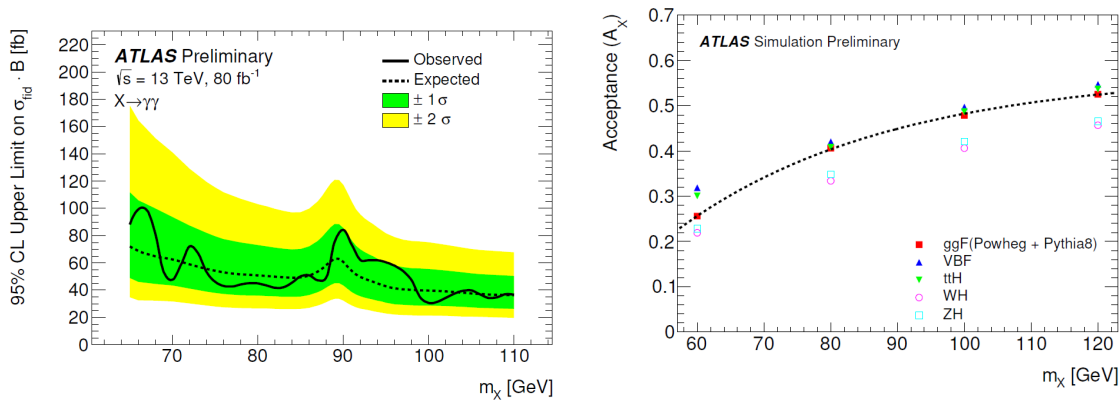 95% CL Upper Limit on σfid · B [fb]
220
200
180
160
140
120
100
80
60
40
20
0
ATLAS Preliminary
√s = 13 TeV, 80 fb⁻¹
X→γγ
Observed
Expected
± 1 σ
± 2 σ
70
80
90
100
110
mX [GeV]
Acceptance (AX)
0.7
0.6
0.5
0.4
0.3
0.2
0.1
0
ATLAS Simulation Preliminary
ggF(Powheg + Pythia8)
VBF
ttH
WH
ZH
60
80
100
120
mX [GeV]